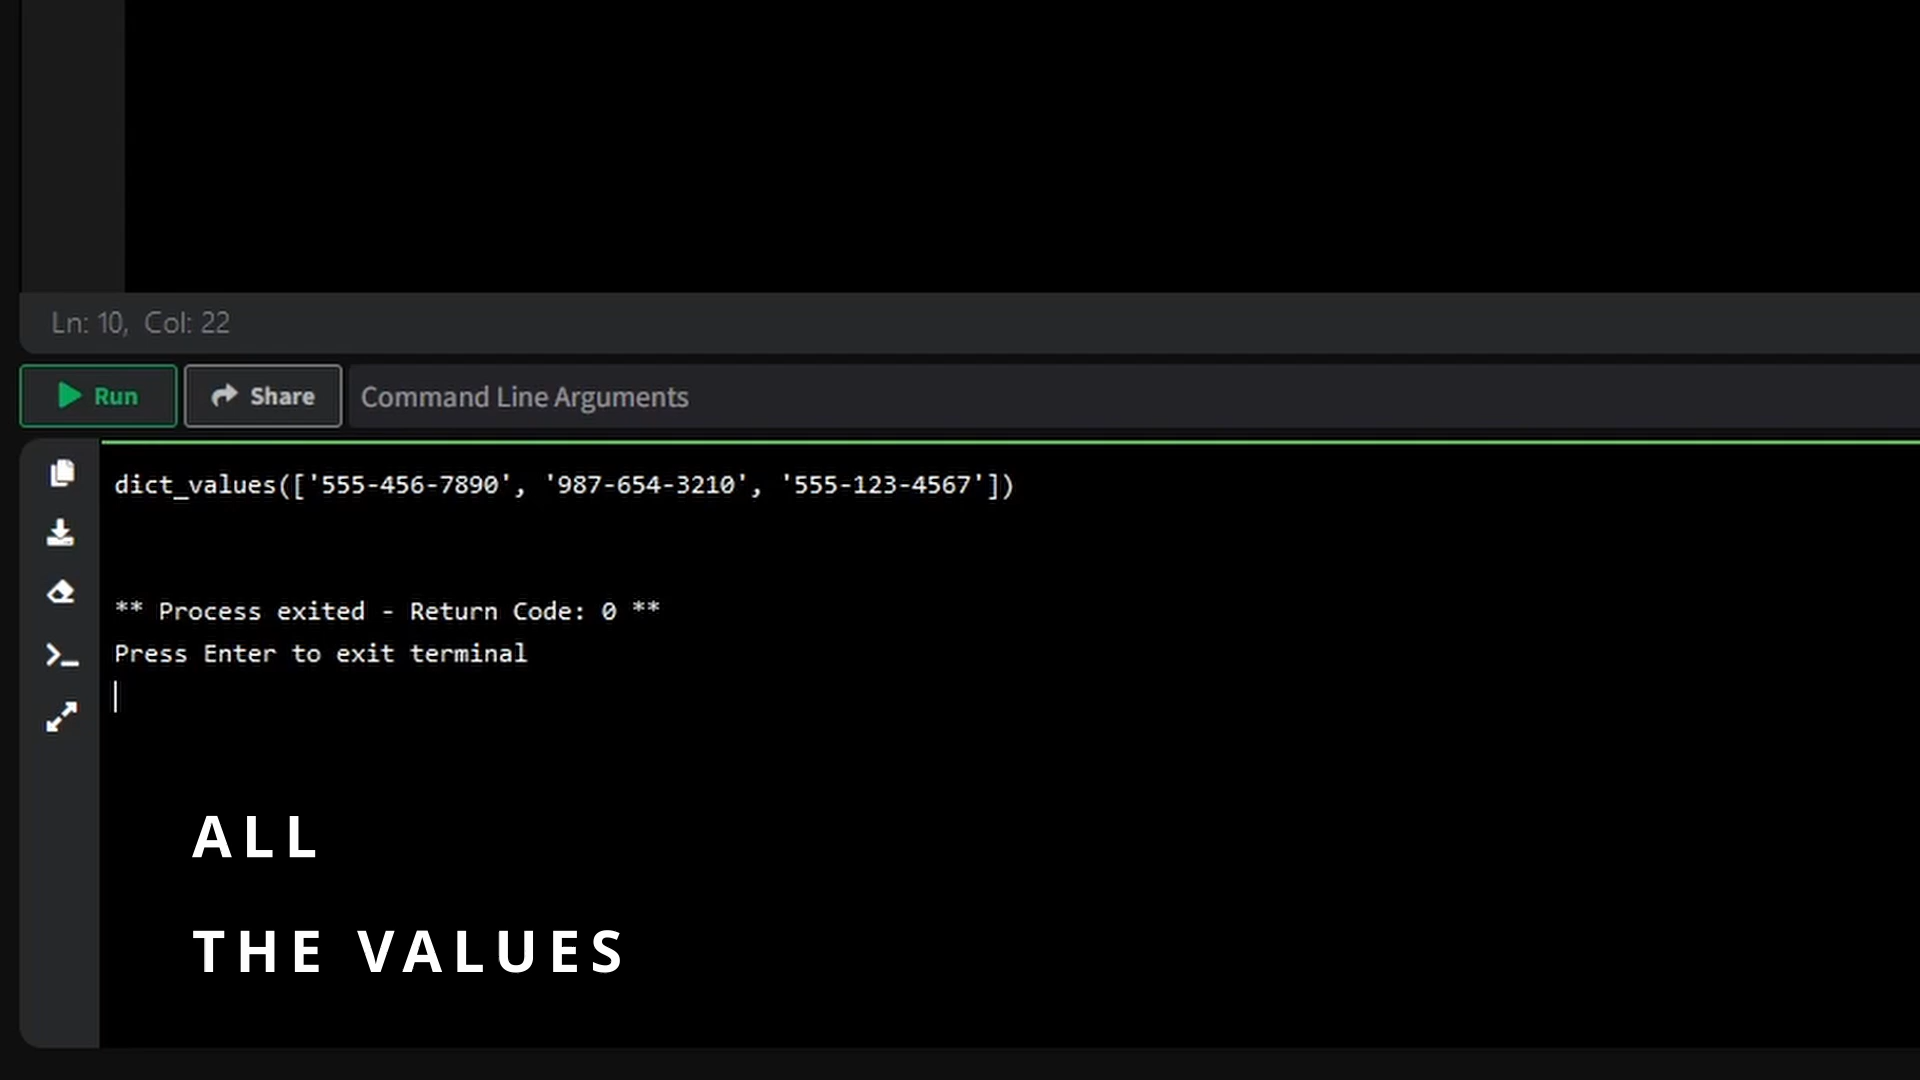 Ln: 10, Col: 22
Run
Share
Command Line Arguments
dict_values(['555-456-7890', '987-654-3210', '555-123-4567'])
** Process exited - Return Code: 0 **
Press Enter to exit terminal
ALL
THE VALUES